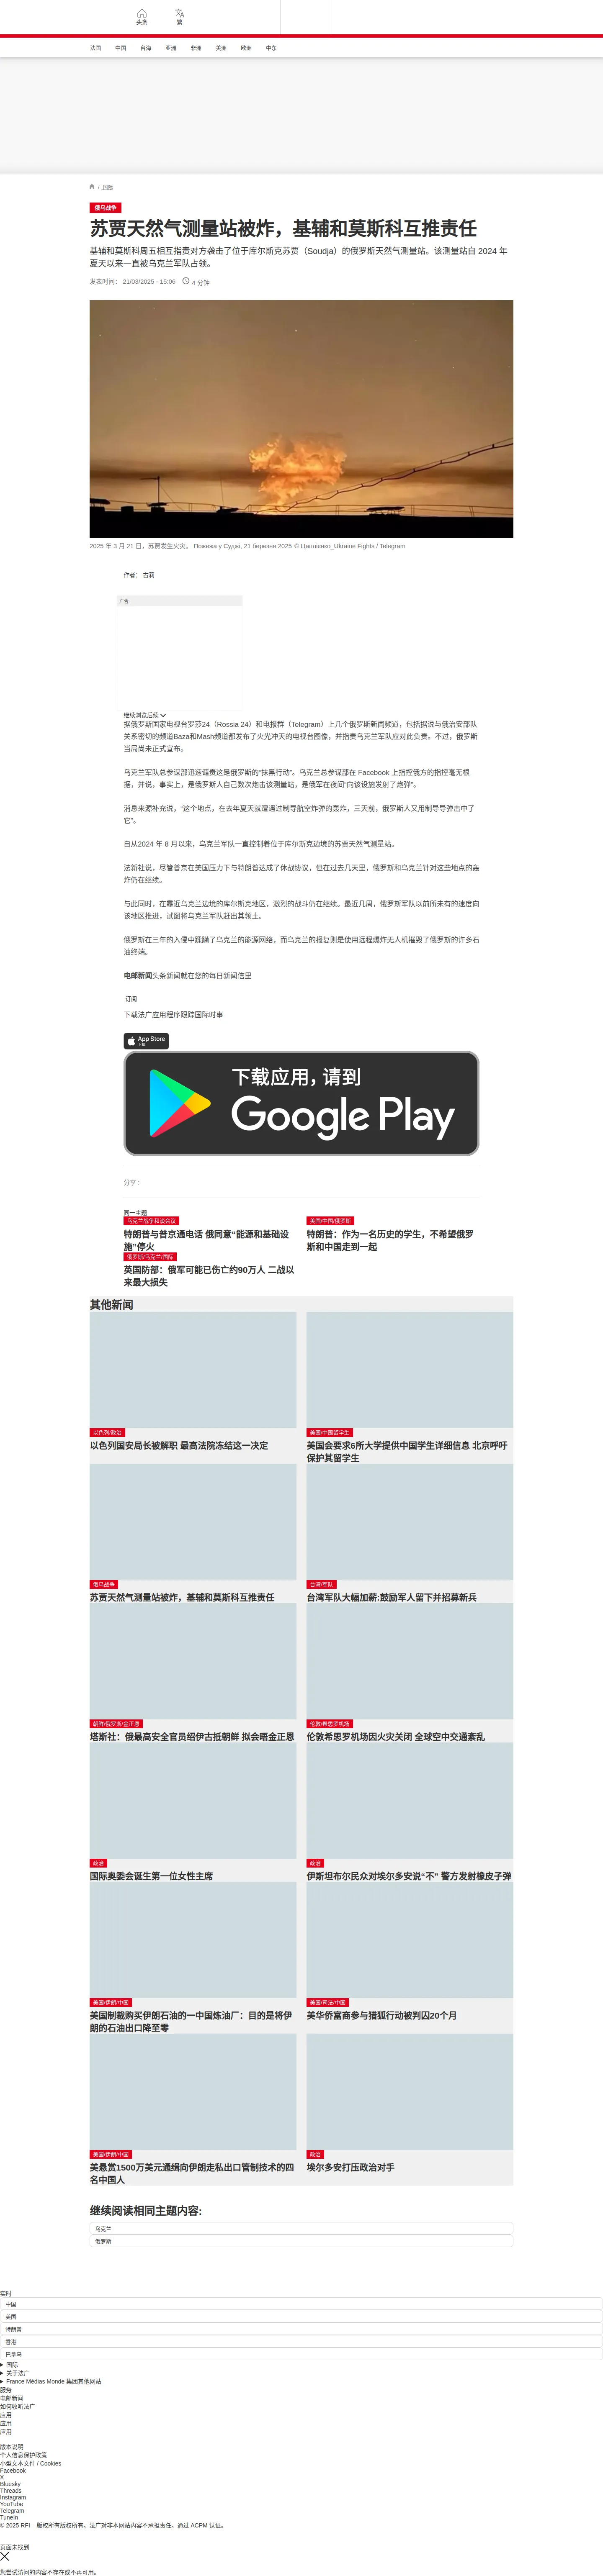 头条
繁
法国 中国 台海 亚洲 非洲 美洲 欧洲 中东
/ 国际
俄乌战争
苏贾天然气测量站被炸，基辅和莫斯科互推责任
基辅和莫斯科周五相互指责对方袭击了位于库尔斯克苏贾（Soudja）的俄罗斯天然气测量站。该测量站自 2024 年
夏天以来一直被乌克兰军队占领。
发表时间： 21/03/2025 - 15:06 4 分钟
2025 年 3 月 21 日，苏贾发生火灾。 Пожежа у Суджі, 21 березня 2025 © Цаплієнко_Ukraine Fights / Telegram
作者： 古莉
广告
继续浏览后续
据俄罗斯国家电视台罗莎24（Rossia 24）和电报群（Telegram）上几个俄罗斯新闻频道，包括据说与俄治安部队
关系密切的频道Baza和Mash频道都发布了火光冲天的电视台图像，并指责乌克兰军队应对此负责。不过，俄罗斯
当局尚未正式宣布。
乌克兰军队总参谋部迅速谴责这是俄罗斯的“抹黑行动”。乌克兰总参谋部在 Facebook 上指控俄方的指控毫无根
据，并说，事实上，是俄罗斯人自己数次炮击该测量站，是俄军在夜间“向该设施发射了炮弹”。
消息来源补充说，“这个地点，在去年夏天就遭遇过制导航空炸弹的轰炸，三天前，俄罗斯人又用制导导弹击中了
它”。
自从2024 年 8 月以来，乌克兰军队一直控制着位于库尔斯克边境的苏贾天然气测量站。
法新社说，尽管普京在美国压力下与特朗普达成了休战协议，但在过去几天里，俄罗斯和乌克兰针对这些地点的轰
炸仍在继续。
与此同时，在靠近乌克兰边境的库尔斯克地区，激烈的战斗仍在继续。最近几周，俄罗斯军队以前所未有的速度向
该地区推进，试图将乌克兰军队赶出其领土。
俄罗斯在三年的入侵中蹂躏了乌克兰的能源网络，而乌克兰的报复则是使用远程爆炸无人机摧毁了俄罗斯的许多石
油终端。
电邮新闻头条新闻就在您的每日新闻信里
订阅
下载法广应用程序跟踪国际时事
App Store
下载
下载应用，请到
Google Play
分享 :
同一主题
乌克兰战争和谈会议
特朗普与普京通电话 俄同意“能源和基础设
施”停火
美国/中国/俄罗斯
特朗普：作为一名历史的学生，不希望俄罗
斯和中国走到一起
俄罗斯/乌克兰/国际
英国防部：俄军可能已伤亡约90万人 二战以
来最大损失
其他新闻
以色列/政治
以色列国安局长被解职 最高法院冻结这一决定
美国/中国留学生
美国会要求6所大学提供中国学生详细信息 北京呼吁
保护其留学生
俄乌战争
苏贾天然气测量站被炸，基辅和莫斯科互推责任
台湾/军队
台湾军队大幅加薪:鼓励军人留下并招募新兵
朝鲜/俄罗斯/金正恩
塔斯社：俄最高安全官员绍伊古抵朝鲜 拟会晤金正恩
伦敦/希思罗机场
伦敦希思罗机场因火灾关闭 全球空中交通紊乱
政治
国际奥委会诞生第一位女性主席
政治
伊斯坦布尔民众对埃尔多安说“不” 警方发射橡皮子弹
美国/伊朗/中国
美国制裁购买伊朗石油的一中国炼油厂：目的是将伊
朗的石油出口降至零
美国/司法/中国
美华侨富商参与猎狐行动被判囚20个月
美国/伊朗/中国
美悬赏1500万美元通缉向伊朗走私出口管制技术的四
名中国人
政治
埃尔多安打压政治对手
继续阅读相同主题内容:
乌克兰
俄罗斯
实时
中国
美国
特朗普
香港
巴拿马
国际
关于法广
France Médias Monde 集团其他网站
服务
电邮新闻
如何收听法广
应用
应用
应用
版本说明
个人信息保护政策
小型文本文件 / Cookies
Facebook
X
Bluesky
Threads
Instagram
YouTube
Telegram
TuneIn
© 2025 RFI – 版权所有版权所有。法广对非本网站内容不承担责任。通过 ACPM 认证。
页面未找到
您尝试访问的内容不存在或不再可用。